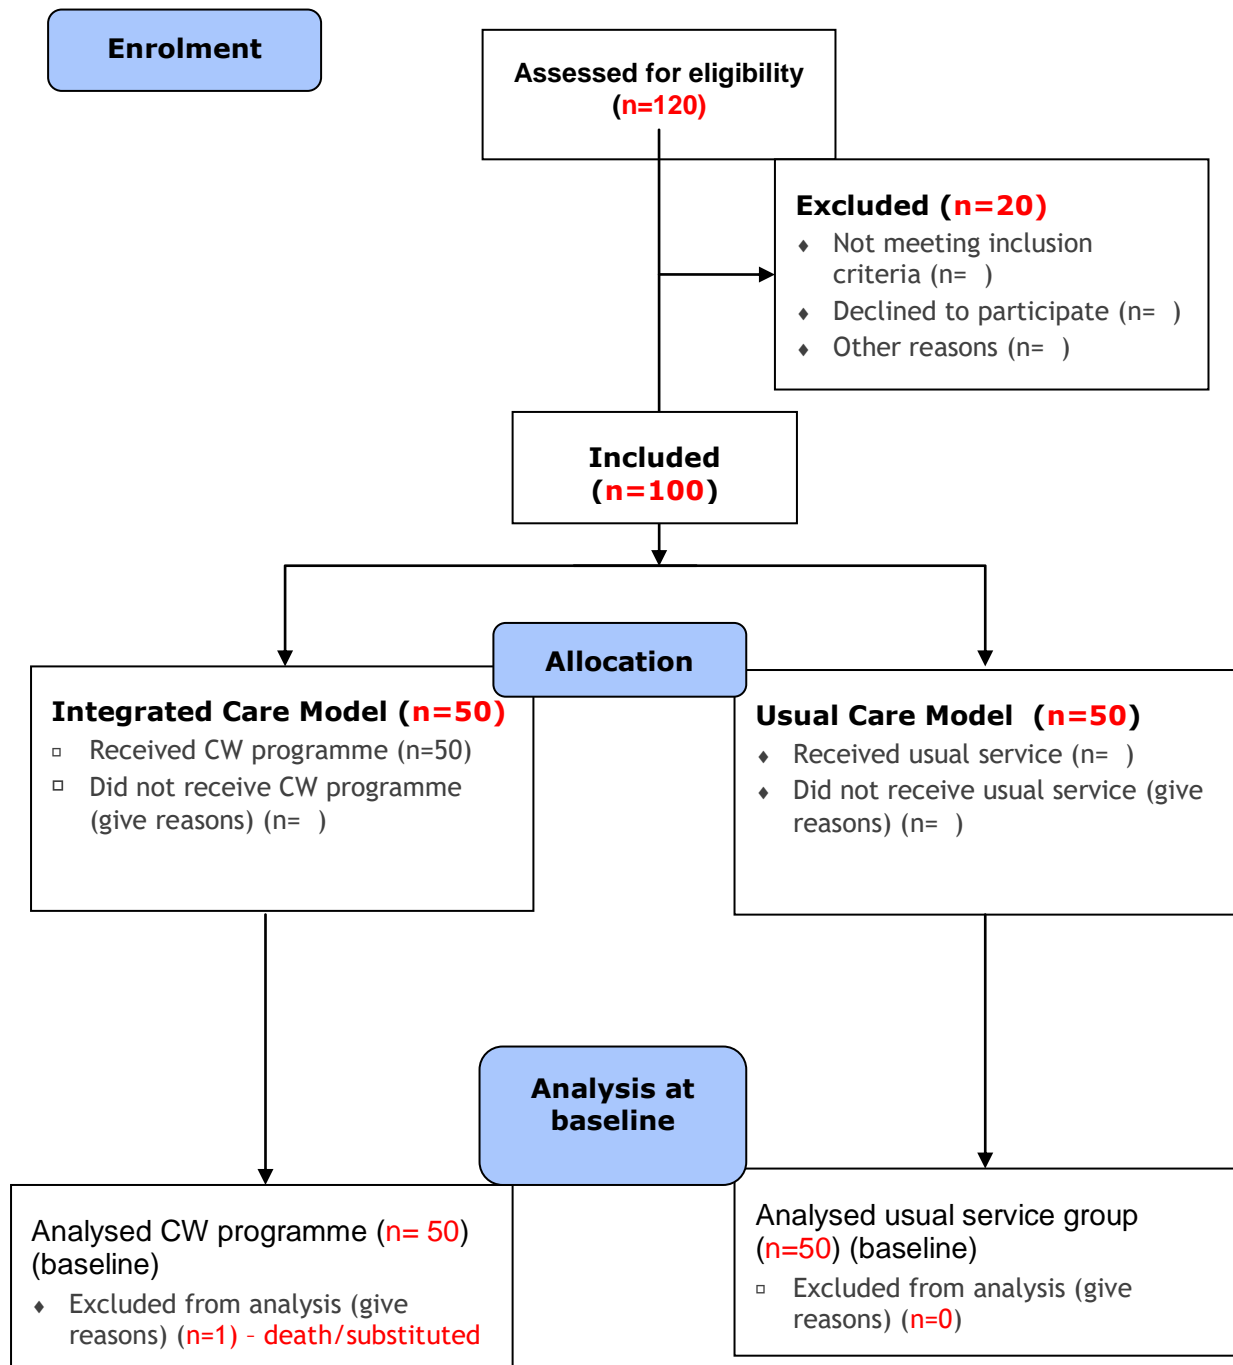 Enrolment
Assessed for eligibility
(n=120)
Excluded (n=20)
♦ Not meeting inclusion
criteria (n=  )
♦ Declined to participate (n=  )
♦ Other reasons (n=  )
Included
(n=100)
Allocation
Integrated Care Model (n=50)
▫ Received CW programme (n=50)
▫ Did not receive CW programme
(give reasons) (n=  )
Usual Care Model  (n=50)
♦ Received usual service (n=  )
♦ Did not receive usual service (give
reasons) (n=  )
Analysis at
baseline
Analysed CW programme (n= 50)
(baseline)
♦ Excluded from analysis (give
reasons) (n=1) – death/substituted
Analysed usual service group
(n=50) (baseline)
▫ Excluded from analysis (give
reasons) (n=0)